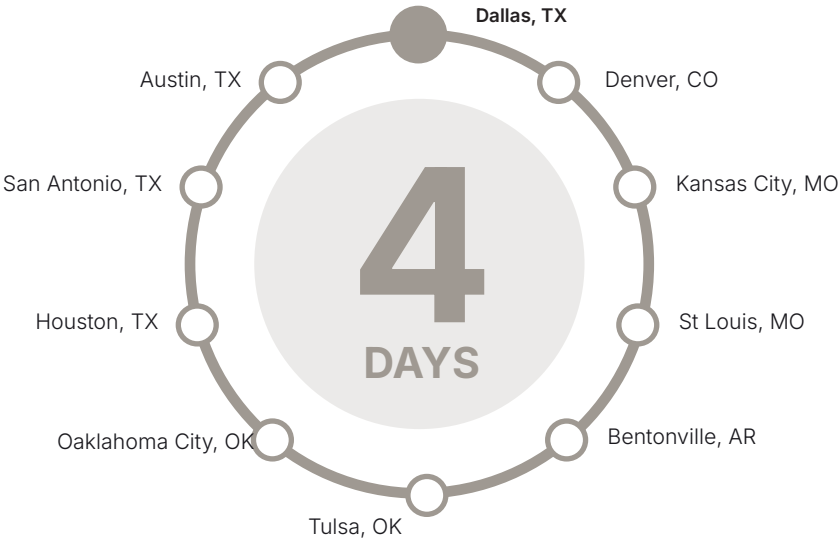 Dallas, TX
Austin, TX
Denver, CO
San Antonio, TX
Kansas City, MO
4
DAYS
Houston, TX
St Louis, MO
Oaklahoma City, OK
Bentonville, AR
Tulsa, OK